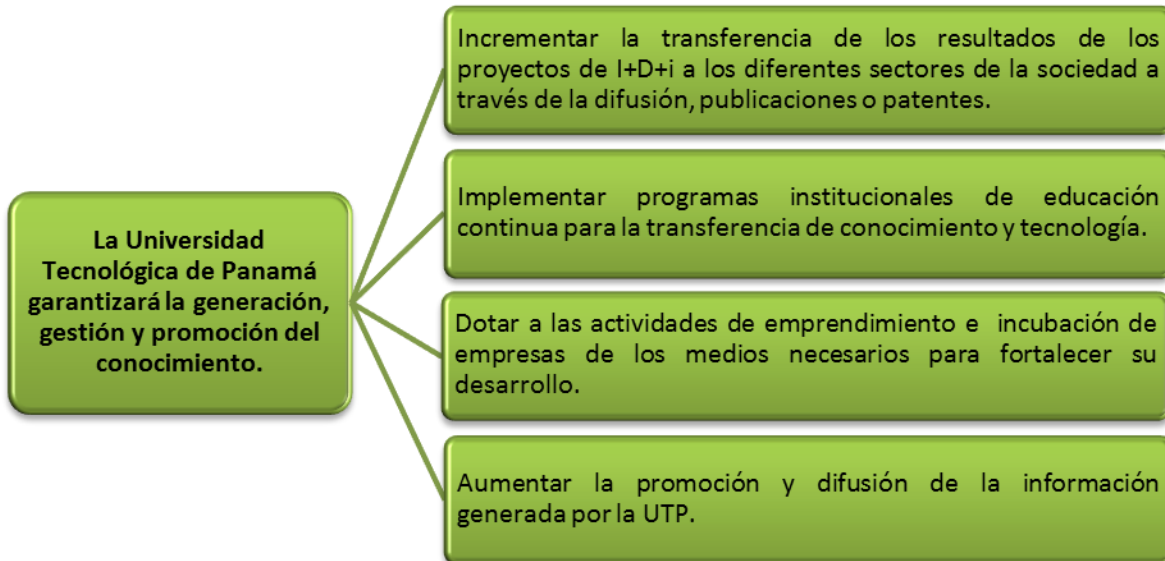 La Universidad
Tecnológica de Panamá
garantizará la generación,
gestión y promoción del
conocimiento.
Incrementar la transferencia de los resultados de los
proyectos de I+D+i a los diferentes sectores de la sociedad a
través de la difusión, publicaciones o patentes.
Implementar programas institucionales de educación
continua para la transferencia de conocimiento y tecnología.
Dotar a las actividades de emprendimiento e incubación de
empresas de los medios necesarios para fortalecer su
desarrollo.
Aumentar la promoción y difusión de la información
generada por la UTP.